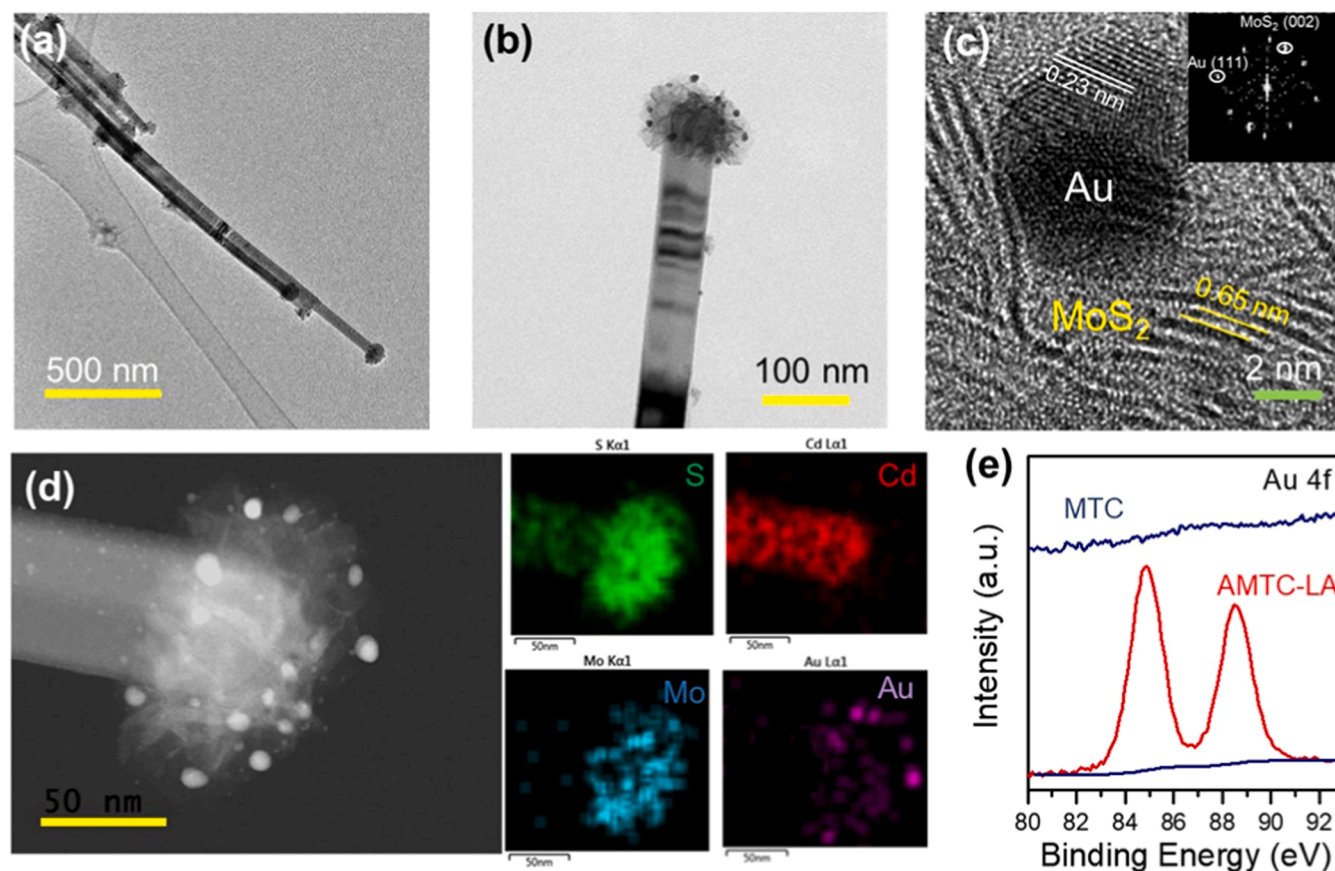 (a)
500 nm
(b)
100 nm
(c)
MoS2 (002)
Au (111)
0.23 nm
Au
MoS2
0.65 nm
2 nm
(d)
50 nm
S Kα1
S
50nm
Cd Lα1
Cd
50nm
Mo Kα1
Mo
50nm
Au Lα1
Au
50nm
(e)
Au 4f
MTC
AMTC-LA
Intensity (a.u.)
80 82 84 86 88 90 92
Binding Energy (eV)